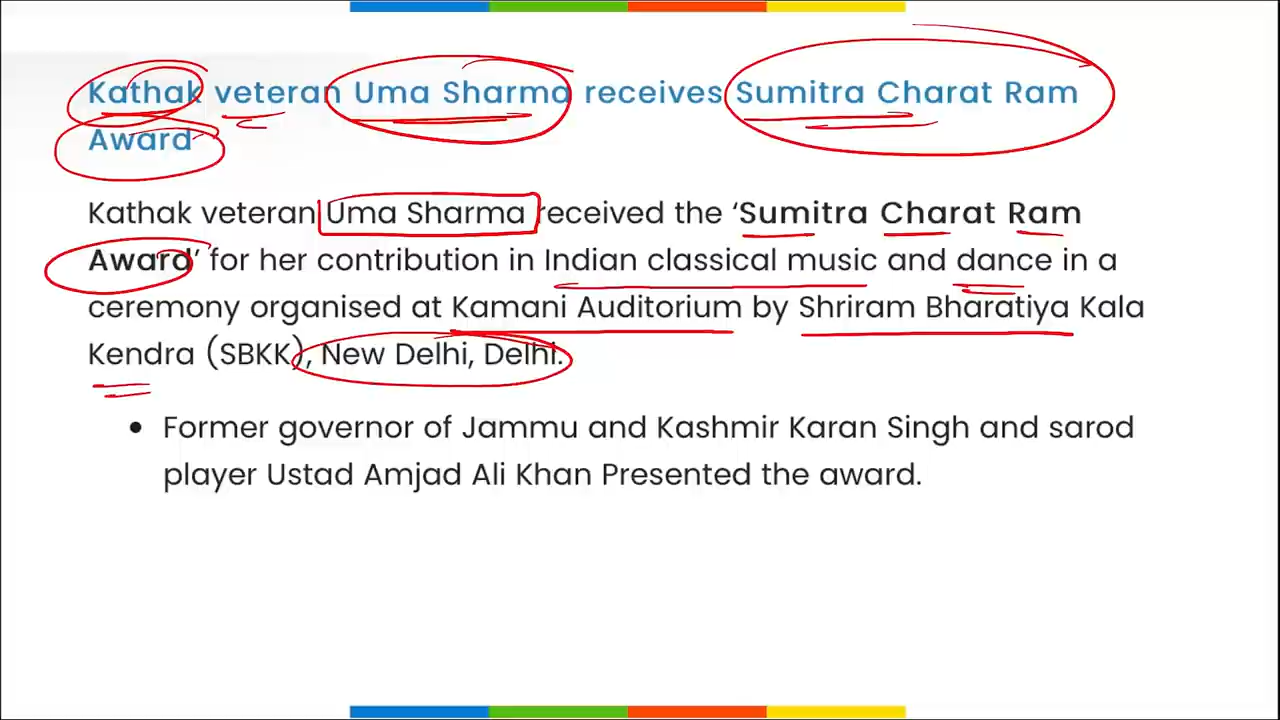 Kathak veteran Uma Sharma receives Sumitra Charat Ram
Award
Kathak veteran Uma Sharma received the ‘Sumitra Charat Ram
Award’ for her contribution in Indian classical music and dance in a
ceremony organised at Kamani Auditorium by Shriram Bharatiya Kala
Kendra (SBKK), New Delhi, Delhi.
• Former governor of Jammu and Kashmir Karan Singh and sarod
player Ustad Amjad Ali Khan Presented the award.